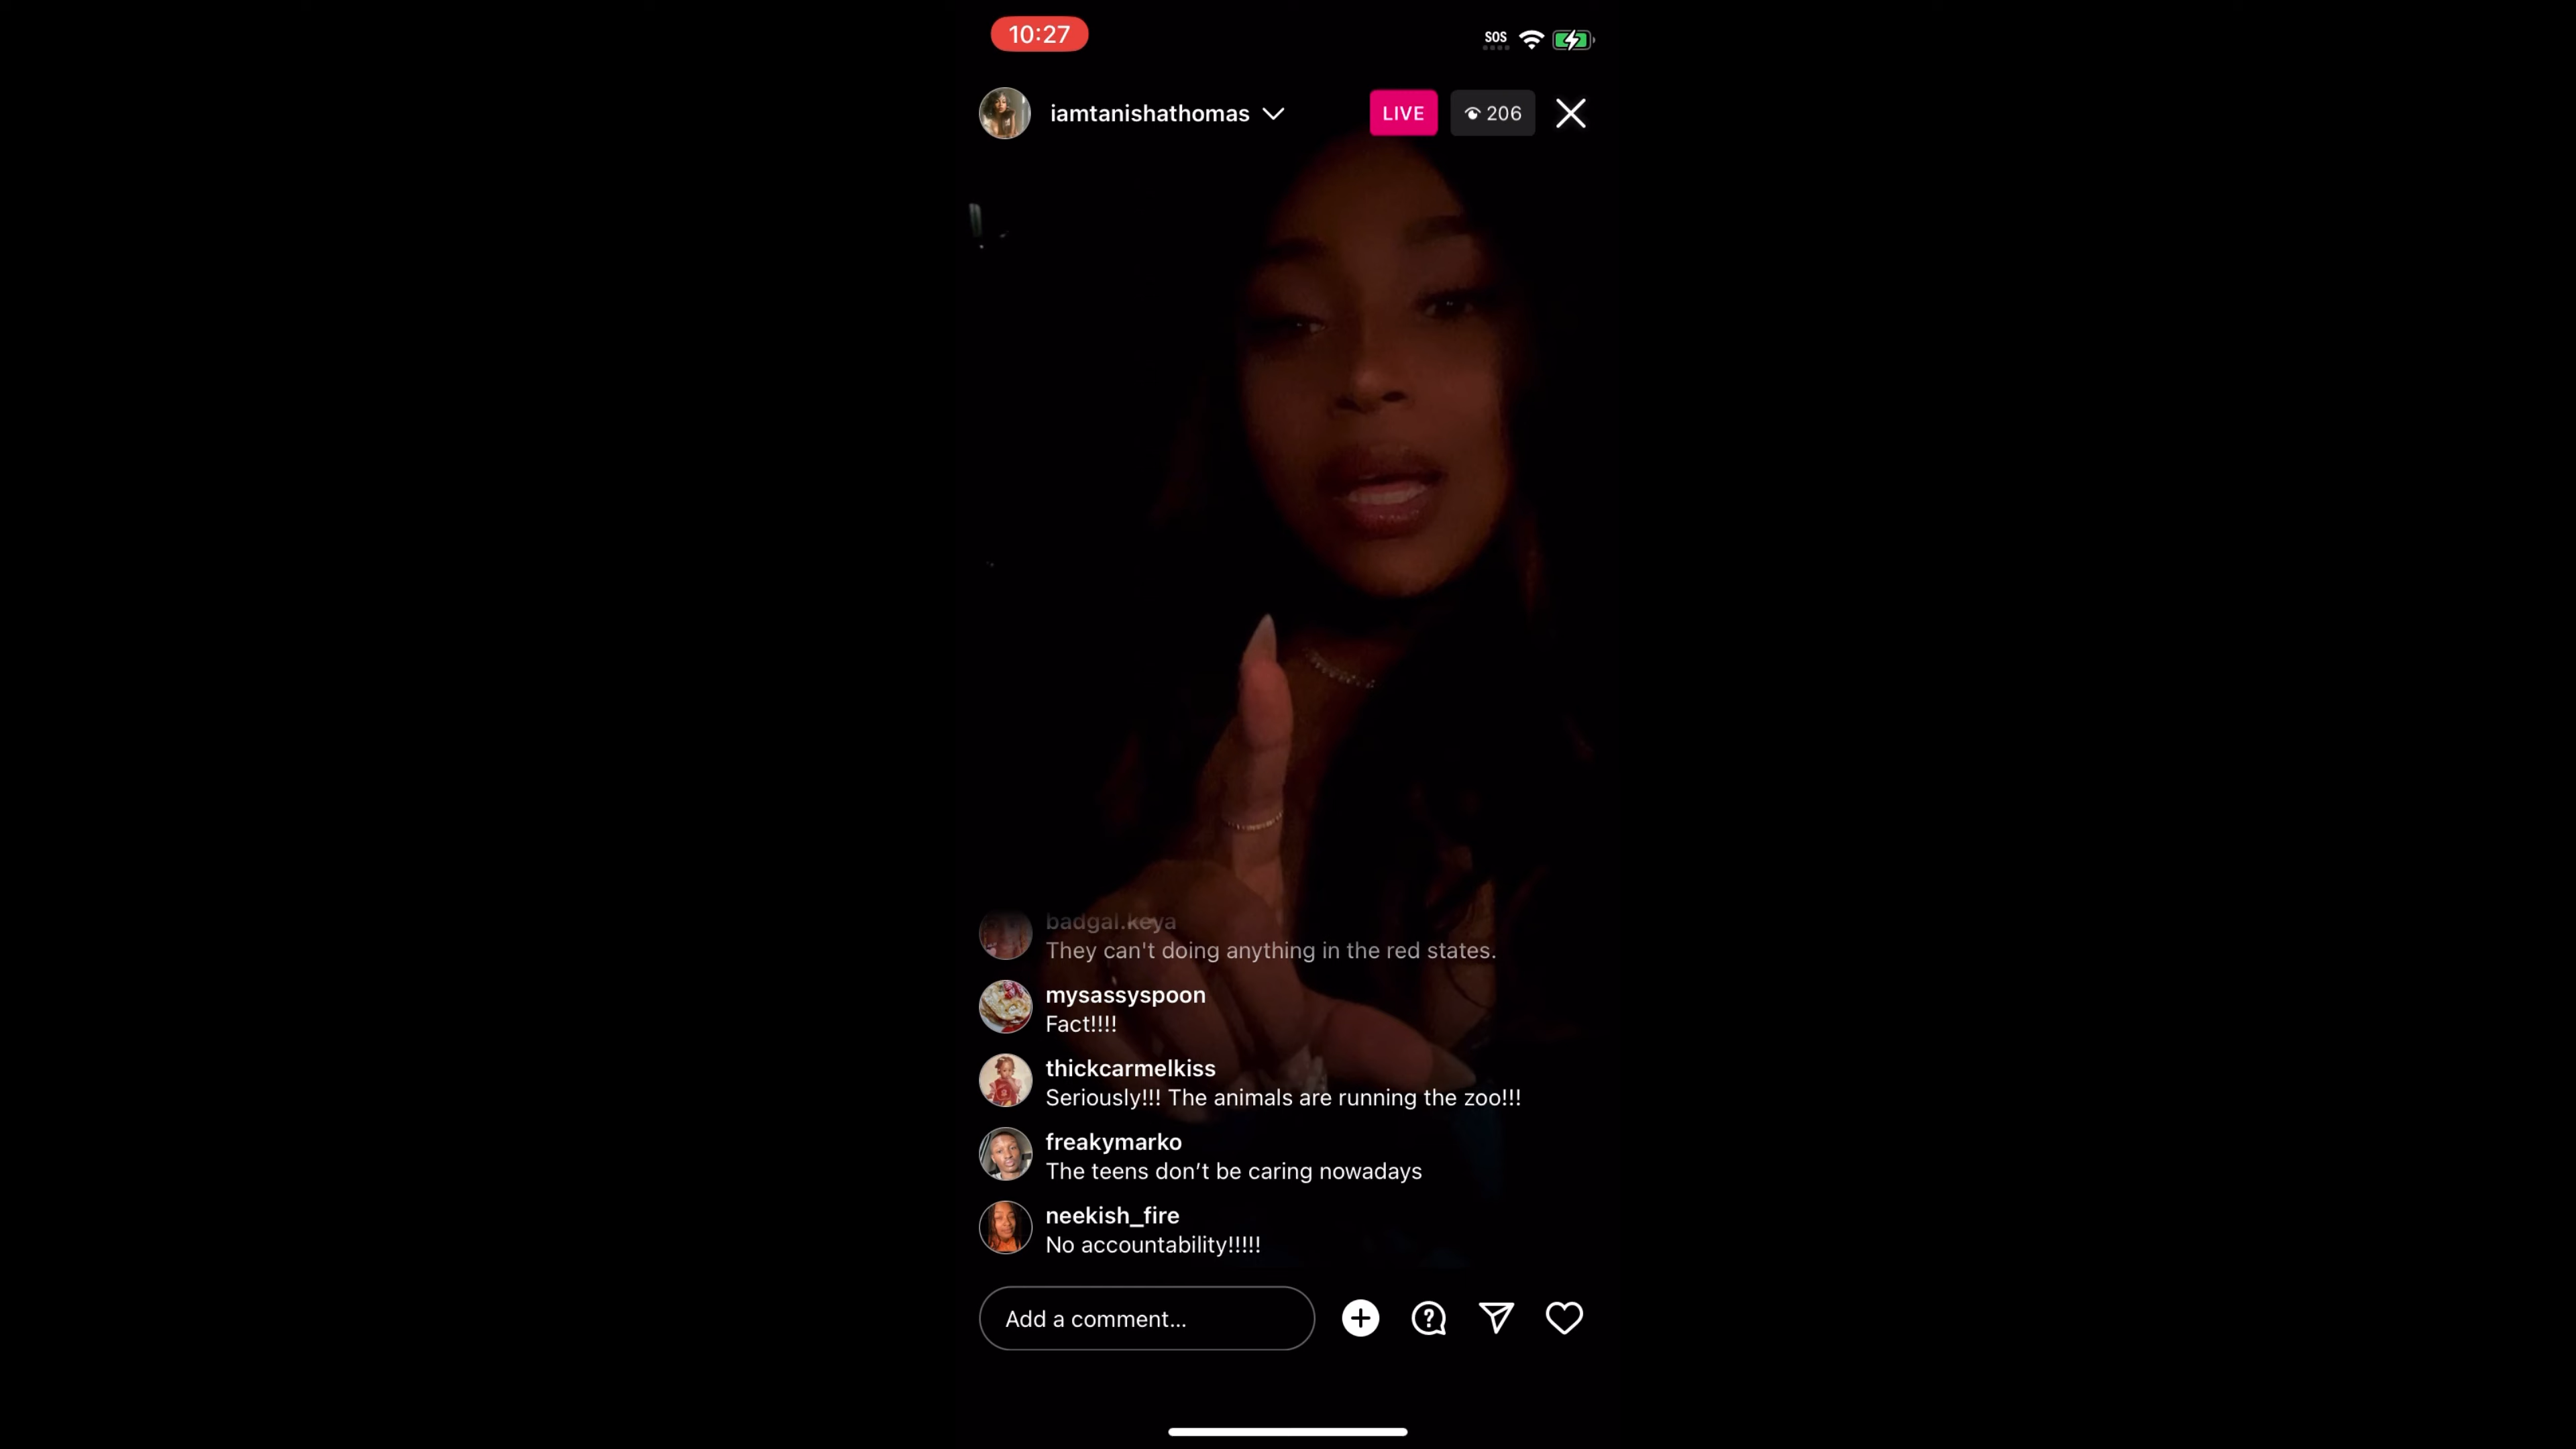 10:27
SOS
iamtanishathomas
LIVE
206
badgal.keya
They can't doing anything in the red states.
mysassyspoon
Fact!!!!
thickcarmelkiss
Seriously!!! The animals are running the zoo!!!
freakymarko
The teens don’t be caring nowadays
neekish_fire
No accountability!!!!!
Add a comment...